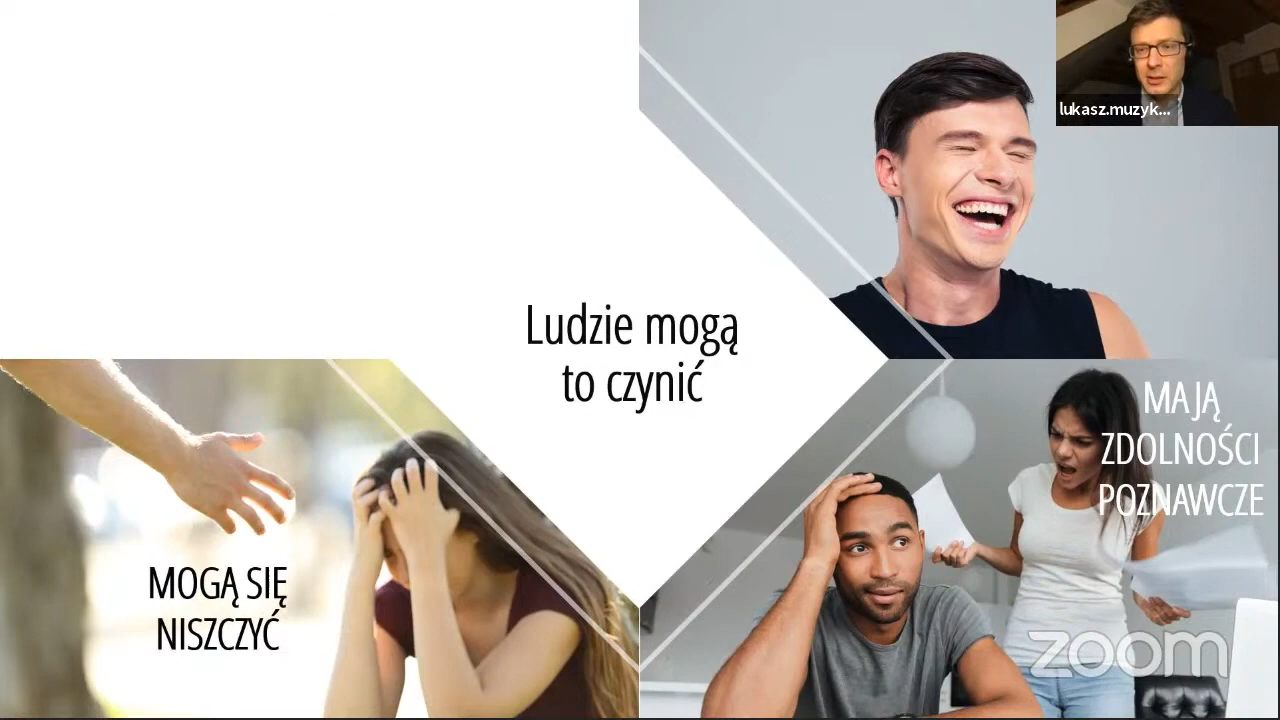 lukasz.muzyk...
Ludzie mogą
to czynić
MAJĄ
ZDOLNOŚCI
POZNAWCZE
MOGĄ SIĘ
NISZCZYĆ
zoom